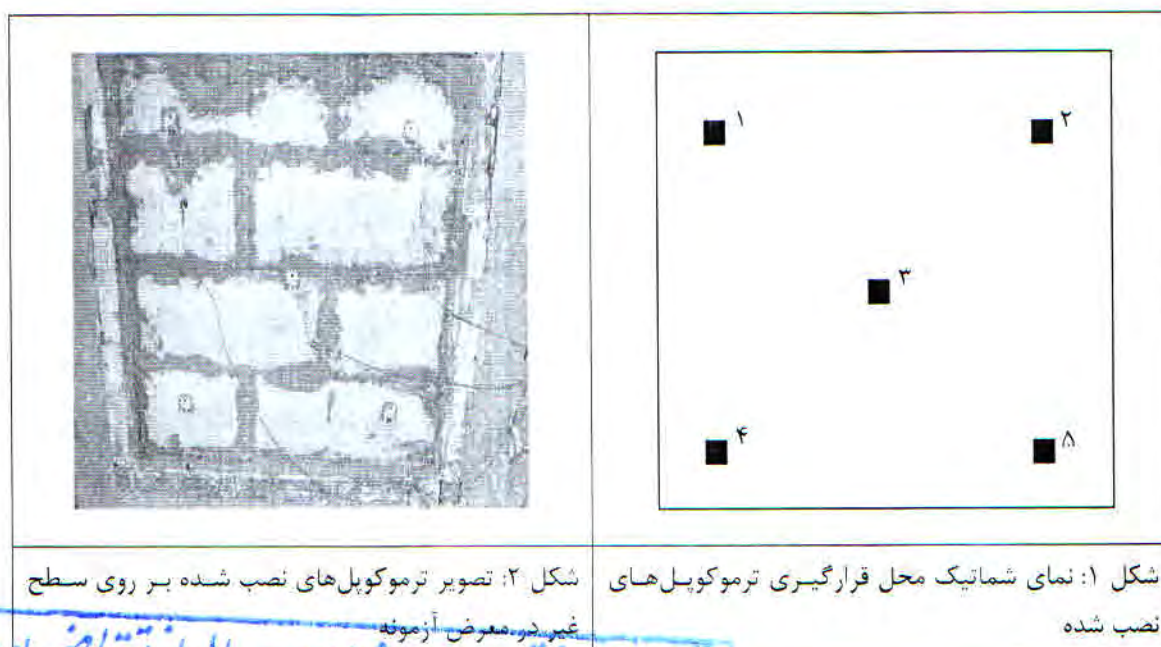 ۱
۲
۳
۴
۵
شکل ۱: نمای شماتیک محل قرارگیری ترموکوپل‌های
نصب شده
شکل ۲: تصویر ترموکوپل‌های نصب شده بر روی سطح
غیر در معرض آزمونه